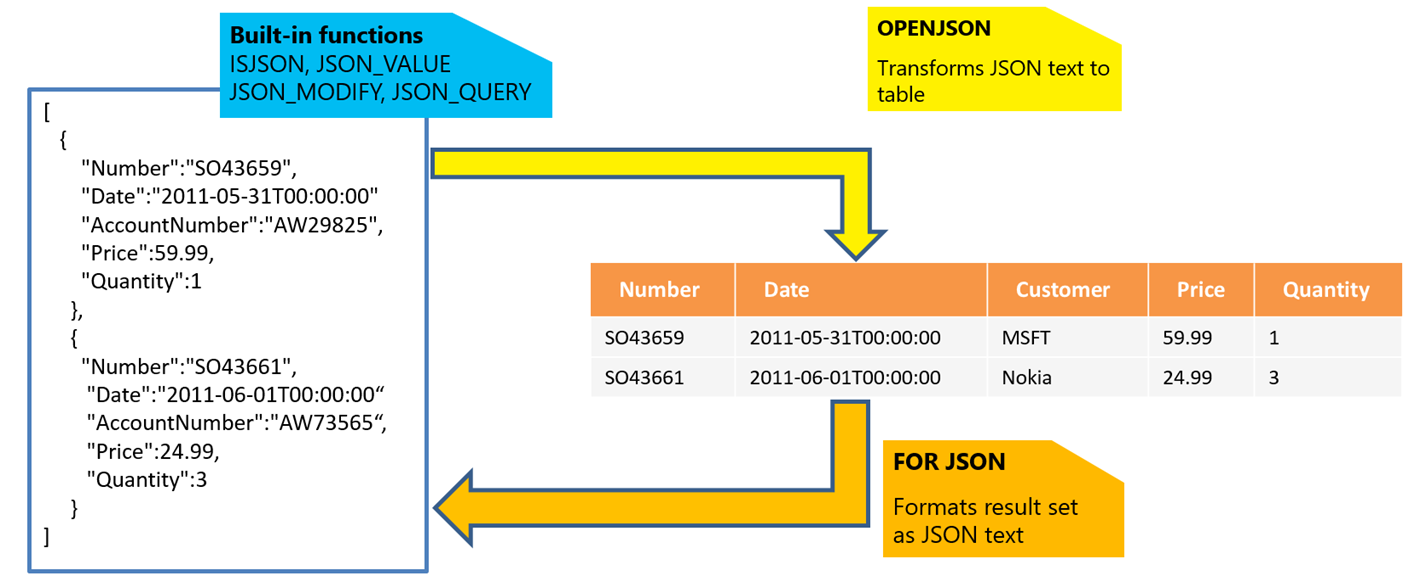 Built-in functions
ISJSON, JSON_VALUE
JSON_MODIFY, JSON_QUERY
[
{
"Number":"SO43659",
"Date":"2011-05-31T00:00:00"
"AccountNumber":"AW29825",
"Price":59.99,
"Quantity":1
},
{
"Number":"SO43661",
"Date":"2011-06-01T00:00:00“
"AccountNumber":"AW73565“,
"Price":24.99,
"Quantity":3
}
]
OPENJSON
Transforms JSON text to
table
Number Date Customer Price Quantity
SO43659 2011-05-31T00:00:00 MSFT 59.99 1
SO43661 2011-06-01T00:00:00 Nokia 24.99 3
FOR JSON
Formats result set
as JSON text